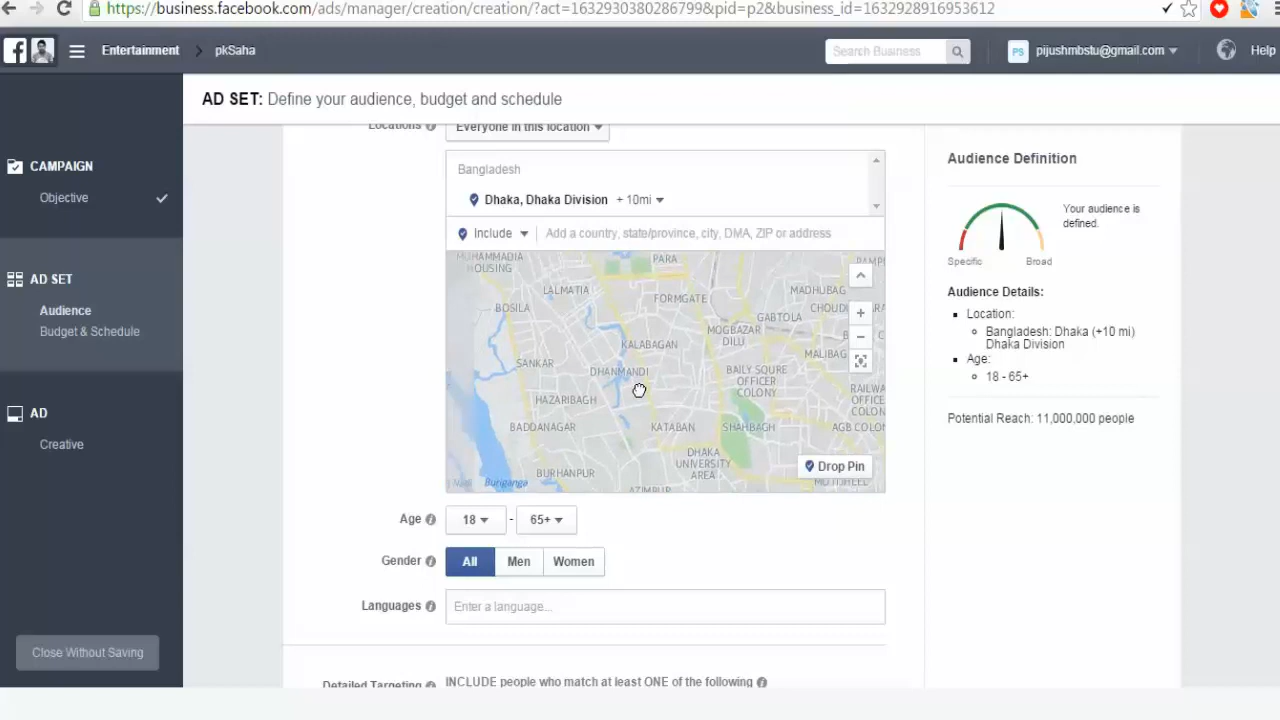 https://business.facebook.com/ads/manager/creation/creation/?act=1632930380286799&pid=p2&business_id=1632928916953612
Entertainment
pkSaha
Search Business
PS
pijushmbstu@gmail.com
Help
AD SET: Define your audience, budget and schedule
CAMPAIGN
Objective
AD SET
Audience
Budget & Schedule
AD
Creative
Close Without Saving
Locations
Everyone in this location
Bangladesh
Dhaka, Dhaka Division + 10mi
Include
Add a country, state/province, city, DMA, ZIP or address
MUHAMMADIA
HOUSING
PARA
LALMATIA
FORMGATE
MADHUBAG
BOSILA
GABTOLA
MOGBAZAR
DILU
KALABAGAN
MALIBAG
SANKAR
DHANMANDI
BAILY SQURE
OFFICER
COLONY
HAZARIBAGH
BADDANAGAR
KATABAN
SHAHBAGH
DHAKA
UNIVERSITY
AREA
BURHANPUR
AZIMPUR
Buriganga
Drop Pin
Age
18
-
65+
Gender
All
Men
Women
Languages
Enter a language...
Detailed Targeting
INCLUDE people who match at least ONE of the following
Audience Definition
Your audience is
defined.
Specific
Broad
Audience Details:
Location:
Bangladesh: Dhaka (+10 mi)
Dhaka Division
Age:
18 - 65+
Potential Reach: 11,000,000 people